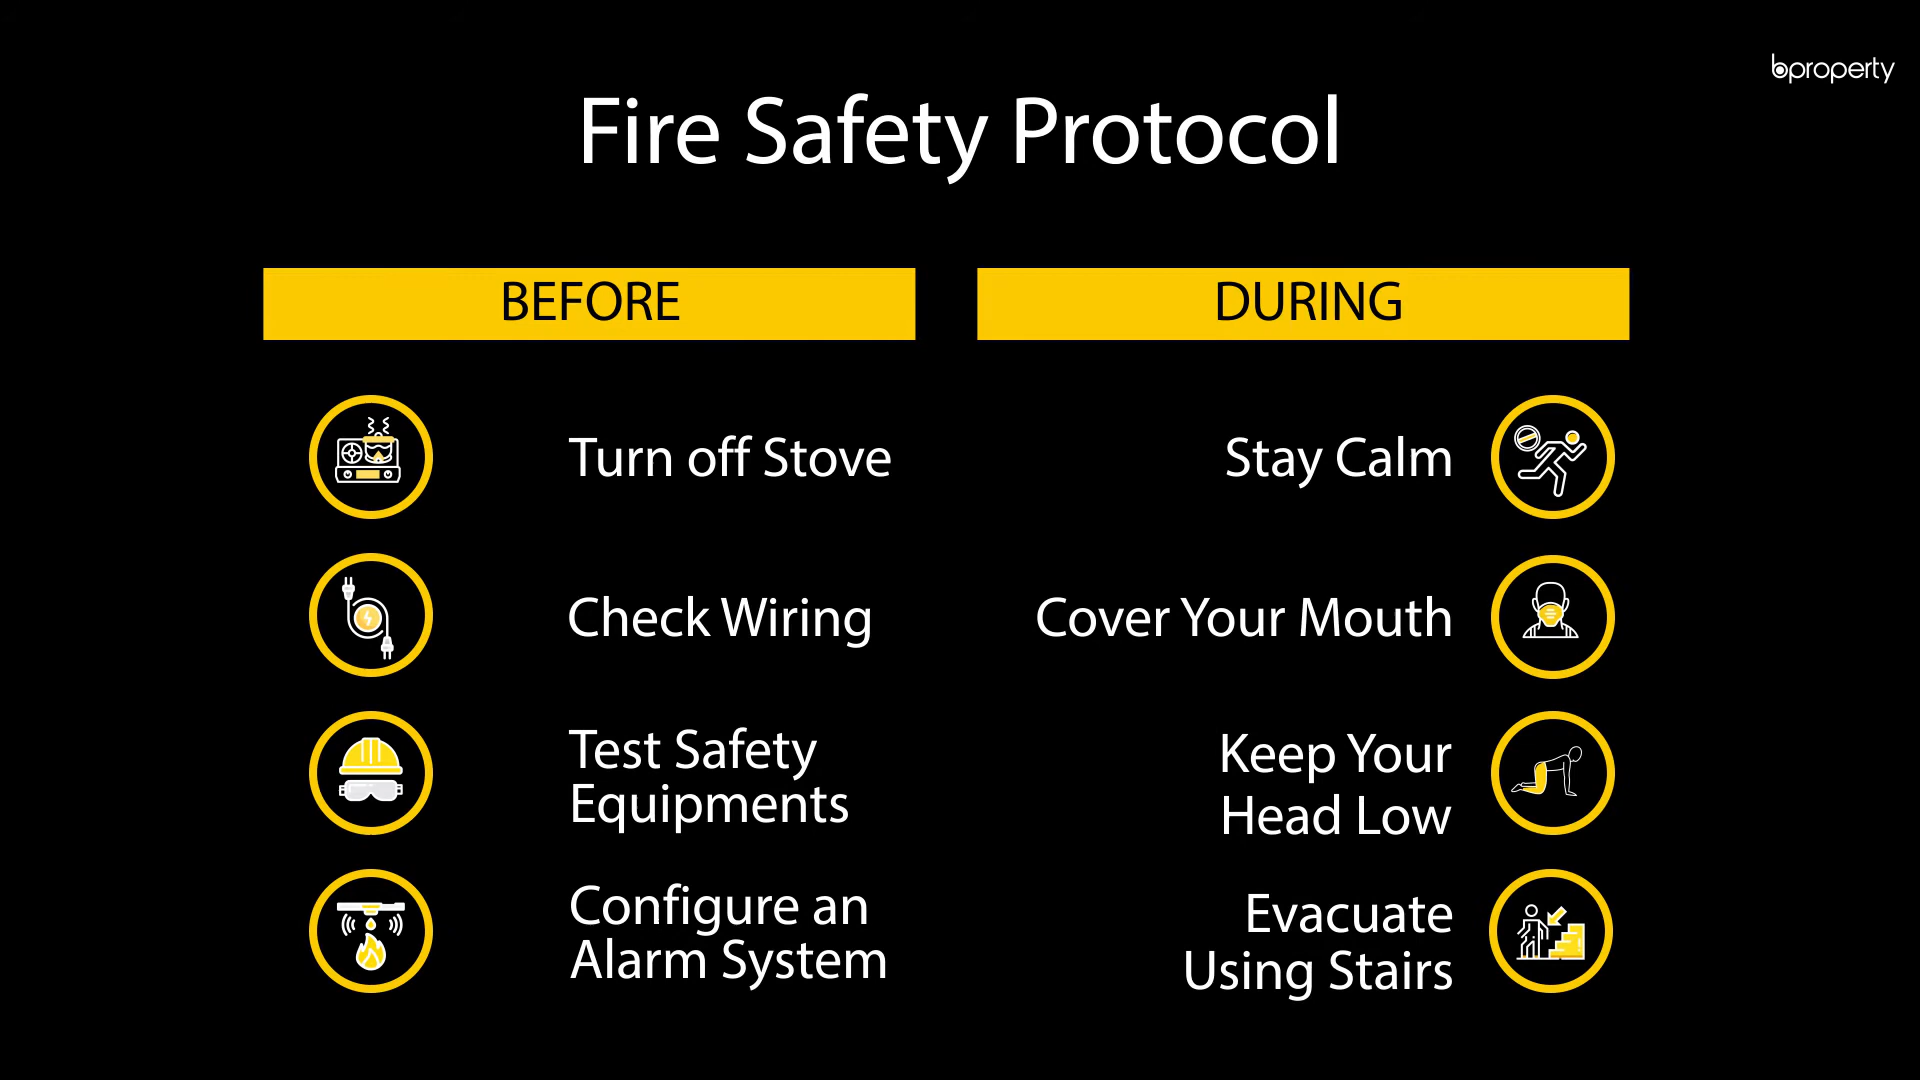 bproperty
Fire Safety Protocol
BEFORE
Turn off Stove
Check Wiring
Test Safety
Equipments
Configure an
Alarm System
DURING
Stay Calm
Cover Your Mouth
Keep Your
Head Low
Evacuate
Using Stairs